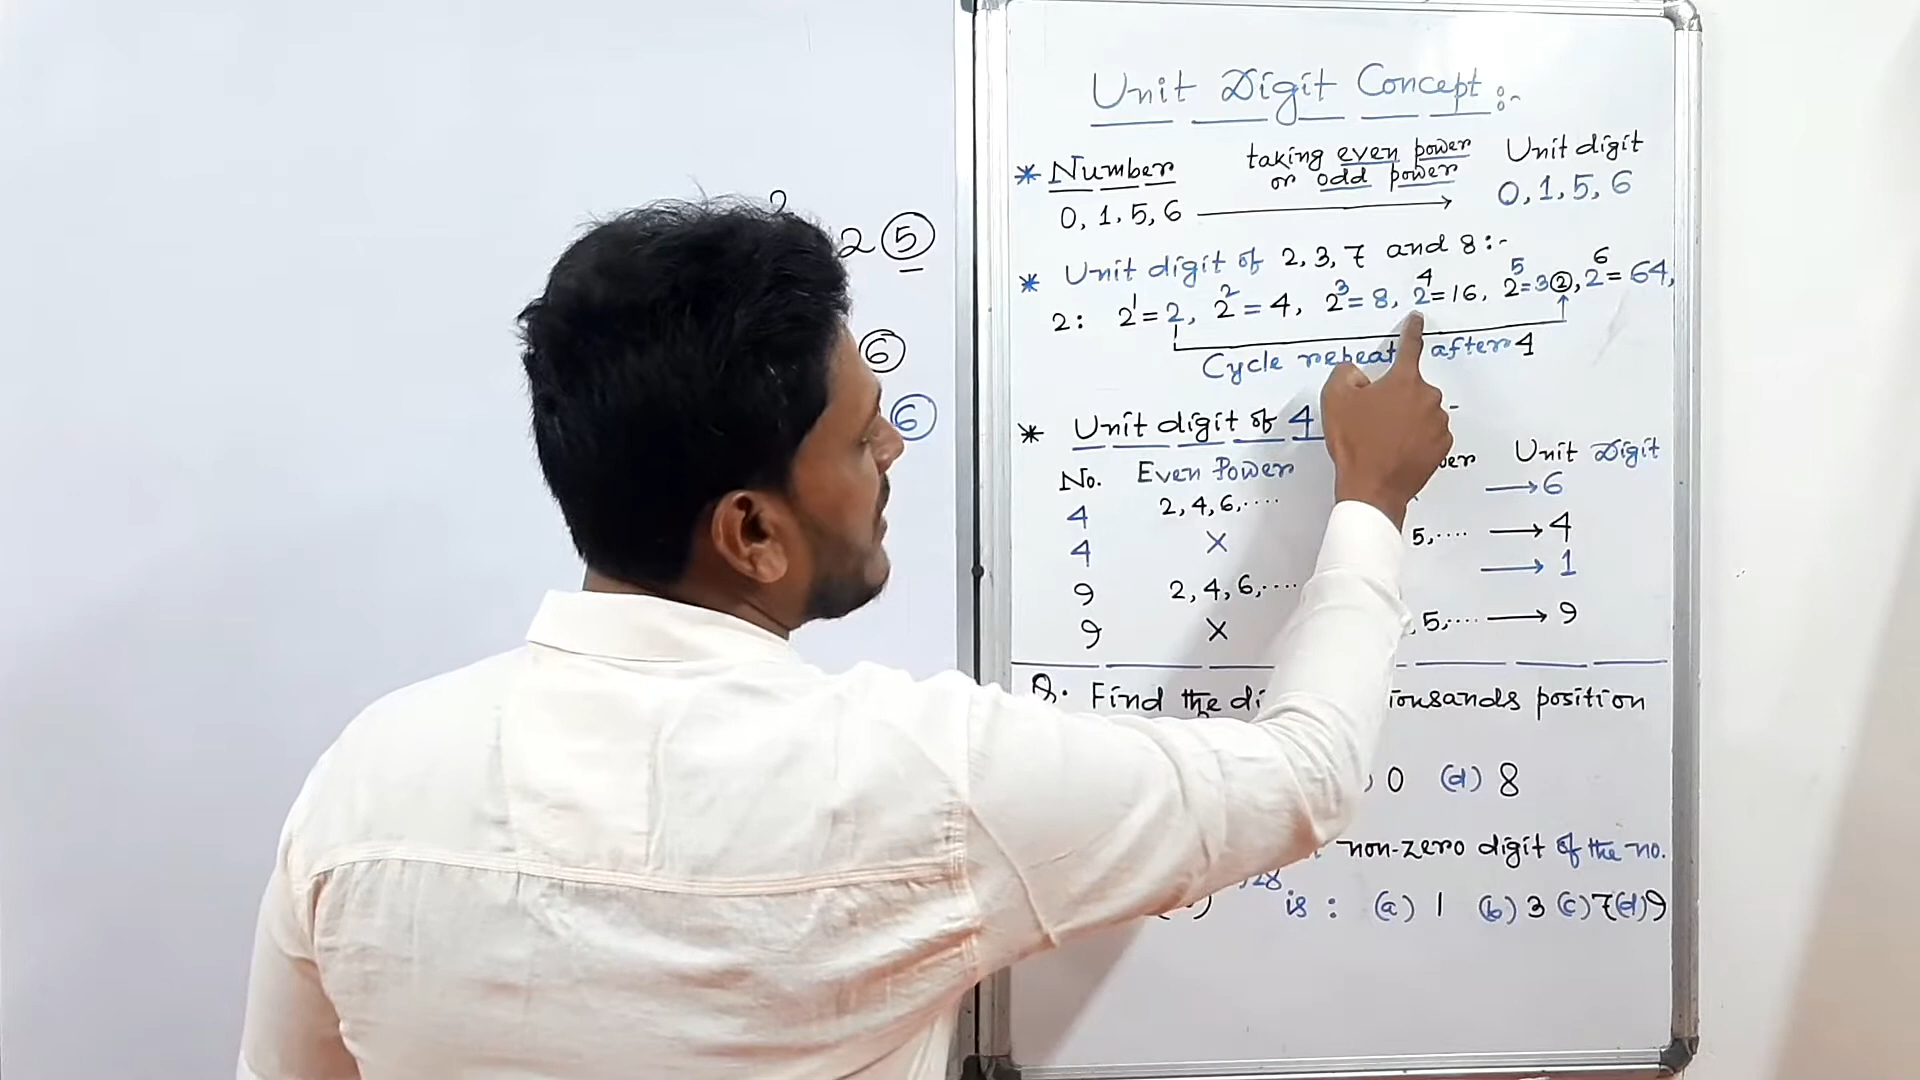 2
2 5
6
6
Unit Digit Concept :-
* Number taking even power Unit digit
or odd power 0, 1, 5, 6
0, 1, 5, 6 ⟶
* Unit digit of 2, 3, 7 and 8 :-
2: 2¹ = 2, 2² = 4, 2³ = 8, 2⁴ = 16, 2⁵ = 32, 2⁶ = 64,
Cycle repeat after 4
* Unit digit of 4
No. Even Power Unit Digit
4 2, 4, 6, .... ⟶ 6
4 X 5, .... ⟶ 4
9 2, 4, 6, .... ⟶ 1
9 X , 5, .... ⟶ 9
Q. Find the position
) 0 (d) 8
non-zero digit of the no.
is : (a) 1 (b) 3 (c) 7 (d) 9